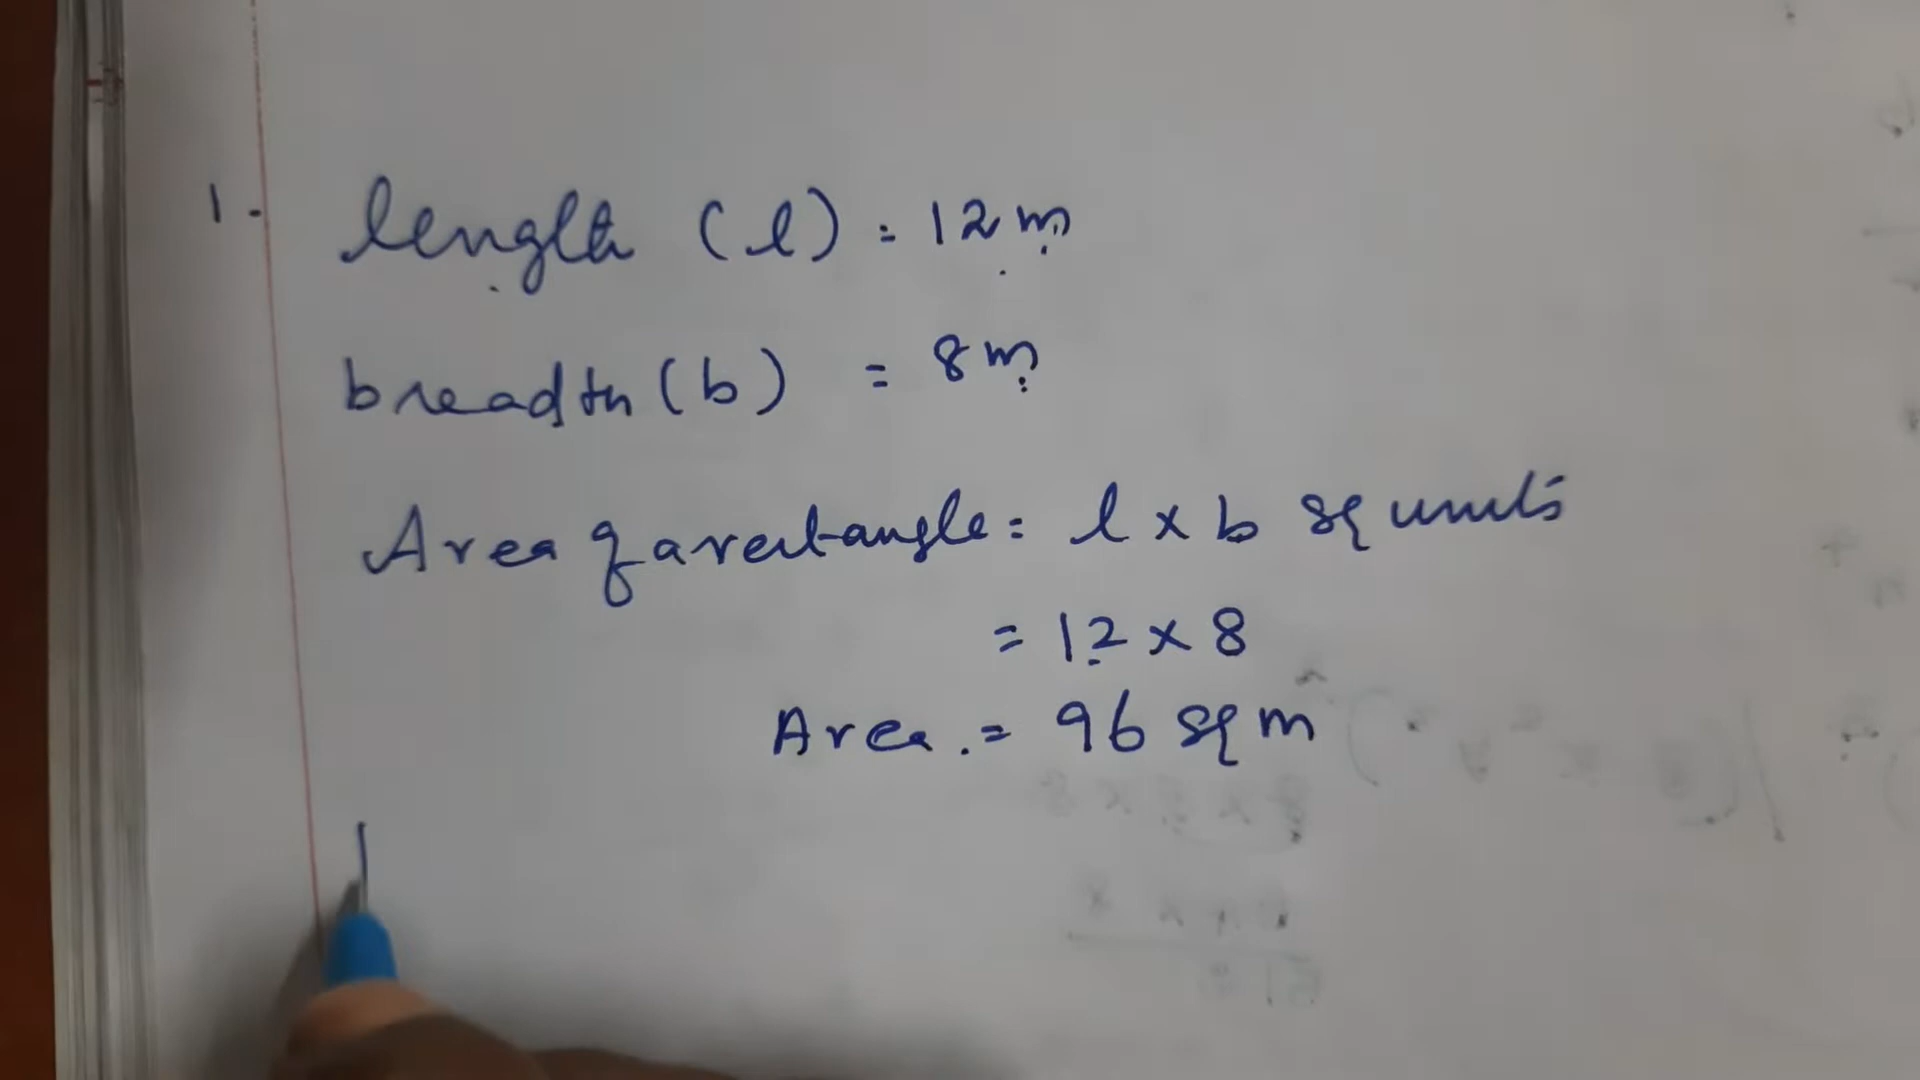 1. length (l) = 12 m
breadth (b) = 8 m
Area of a rectangle = l x b sq units
= 12 x 8
Area = 96 sq m